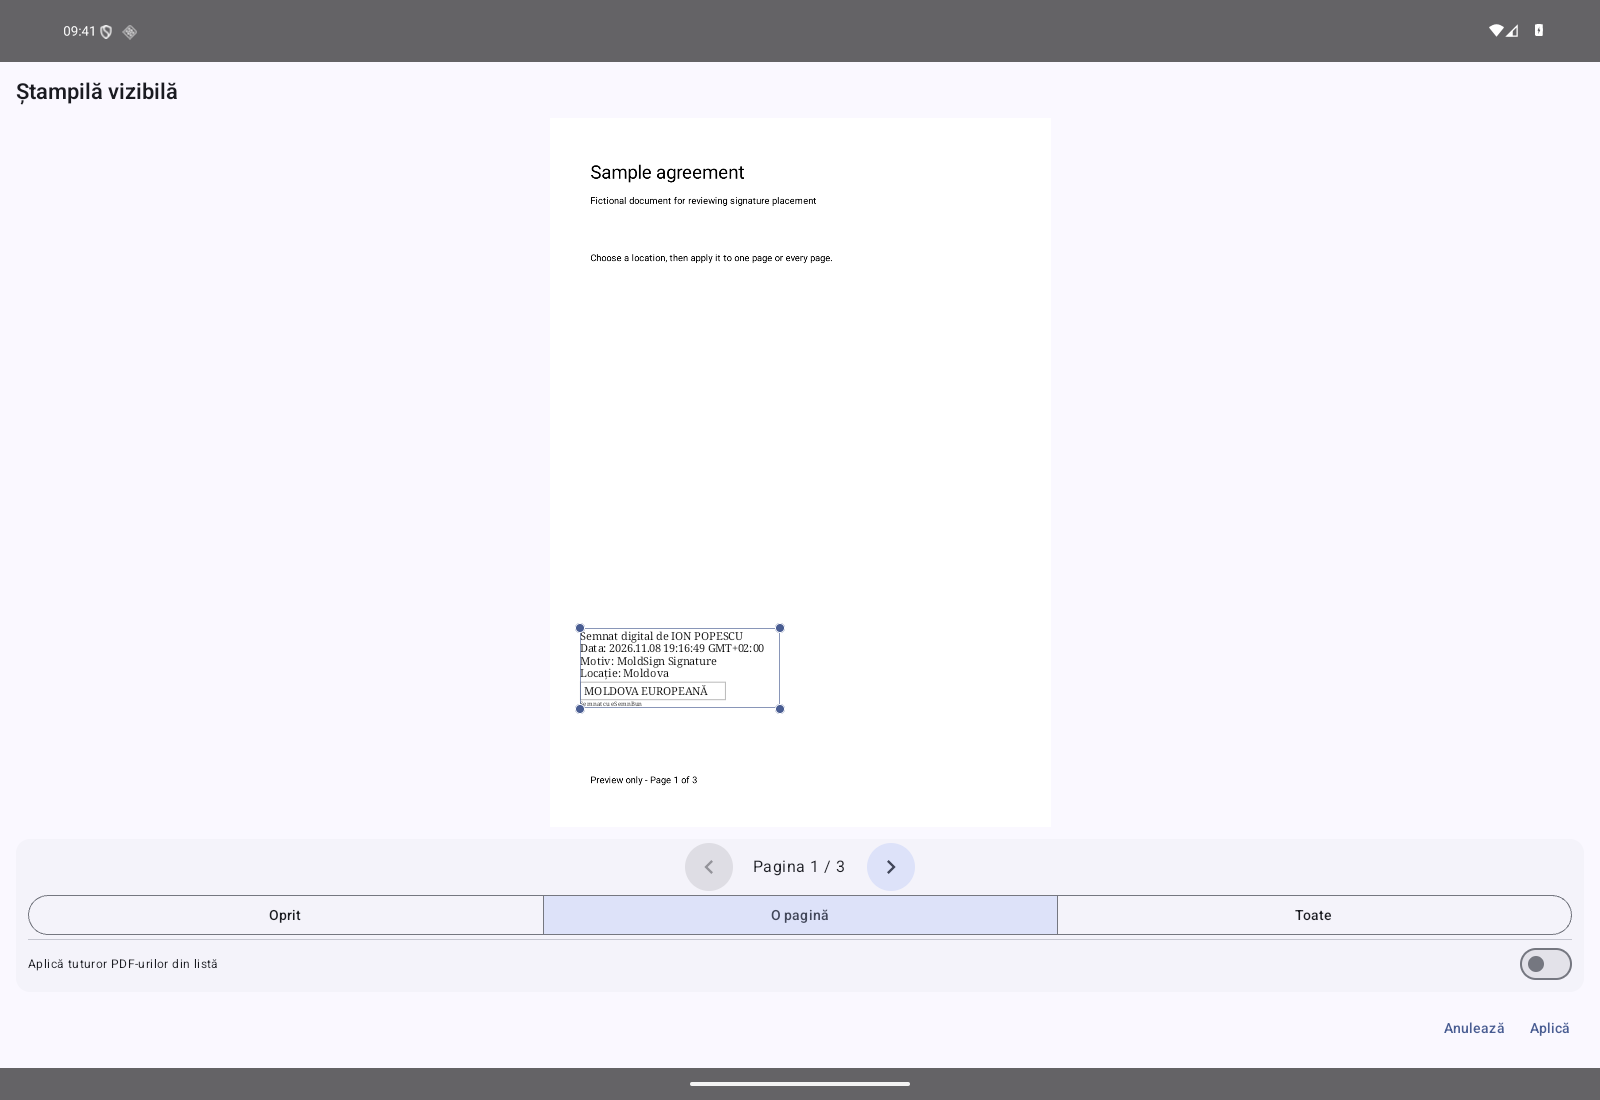 09:41
Ștampilă vizibilă
Sample agreement
Fictional document for reviewing signature placement
Choose a location, then apply it to one page or every page.
Semnat digital de ION POPESCU
Data: 2026.11.08 19:16:49 GMT+02:00
Motiv: MoldSign Signature
Locație: Moldova
MOLDOVA EUROPEANĂ
Semnat cu eSemnBun
Preview only - Page 1 of 3
Pagina 1 / 3
Oprit
O pagină
Toate
Aplică tuturor PDF-urilor din listă
Anulează
Aplică